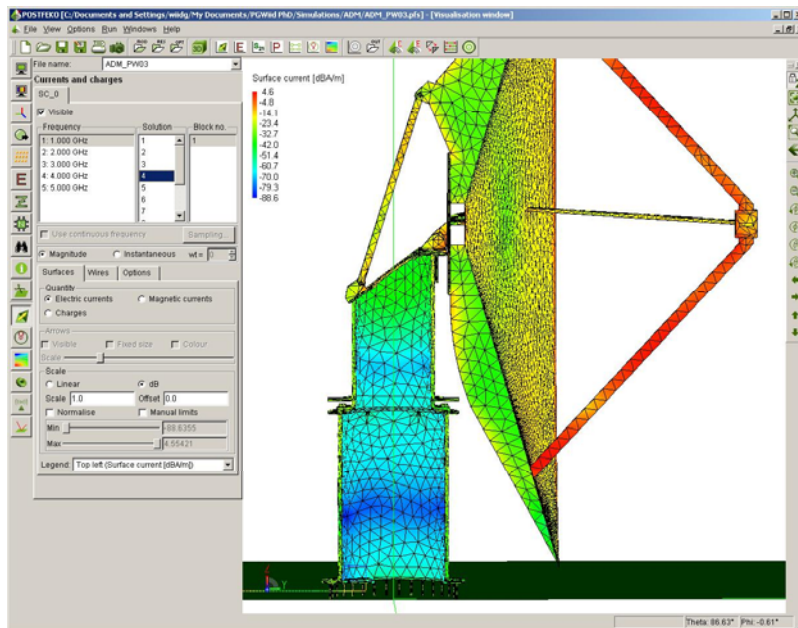 POSTFEKO [C:/Documents and Settings/wiidg/My Documents/PGWiid PhD/Simulations/ADM/ADM_PW03.pfs] - [Visualisation window]
File View Options Run Windows Help
File name: ADM_PW03
Currents and charges
SC_0
Visible
Frequency Solution Block no.
1: 1.000 GHz 1 1
2: 2.000 GHz 2
3: 3.000 GHz 3
4: 4.000 GHz 4
5: 5.000 GHz 5
6
7
Use continuous frequency Sampling...
Magnitude Instantaneous wt = 0
Surfaces Wires Options
Quantity
Electric currents Magnetic currents
Charges
Arrows
Visible Fixed size Colour
Scale
Scale
Linear dB
Scale 1.0 Offset 0.0
Normalise Manual limits
Min -88.6355
Max 4.55421
Legend: Top left (Surface current [dBA/m])
Surface current [dBA/m]
4.6
-4.8
-14.1
-23.4
-32.7
-42.0
-51.4
-60.7
-70.0
-79.3
-88.6
Z
Y
Theta: 86.63° Phi: -0.61°